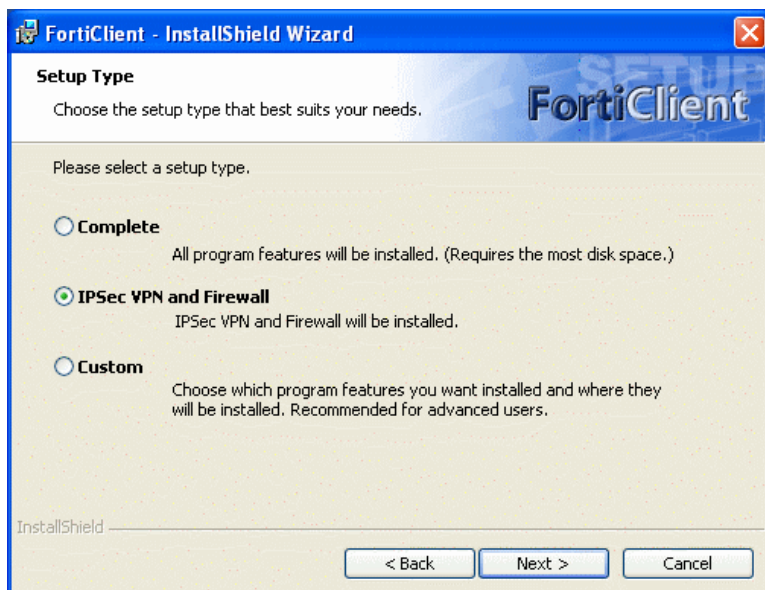 FortiClient - InstallShield Wizard
Setup Type
Choose the setup type that best suits your needs.
SETUP
FortiClient
Please select a setup type.
Complete
All program features will be installed. (Requires the most disk space.)
IPSec VPN and Firewall
IPSec VPN and Firewall will be installed.
Custom
Choose which program features you want installed and where they
will be installed. Recommended for advanced users.
InstallShield
< Back
Next >
Cancel